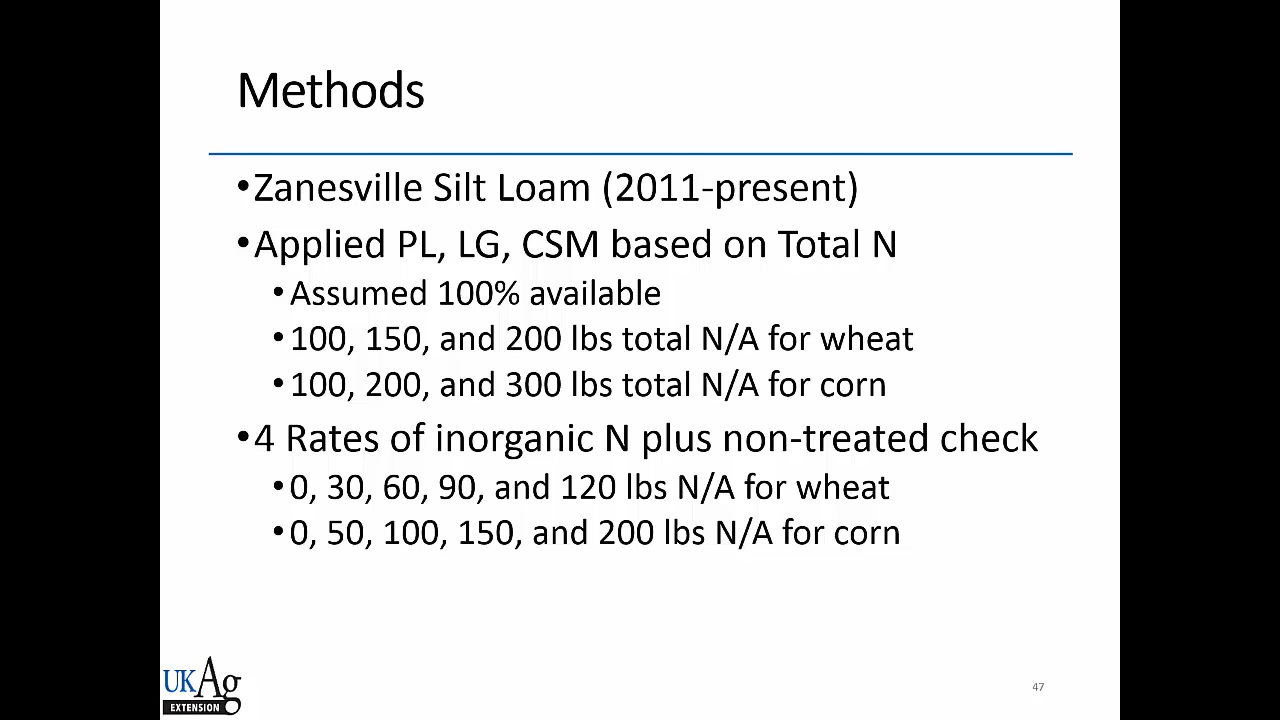 Methods
•Zanesville Silt Loam (2011-present)
•Applied PL, LG, CSM based on Total N
•Assumed 100% available
•100, 150, and 200 lbs total N/A for wheat
•100, 200, and 300 lbs total N/A for corn
•4 Rates of inorganic N plus non-treated check
•0, 30, 60, 90, and 120 lbs N/A for wheat
•0, 50, 100, 150, and 200 lbs N/A for corn
UKAg
EXTENSION
47